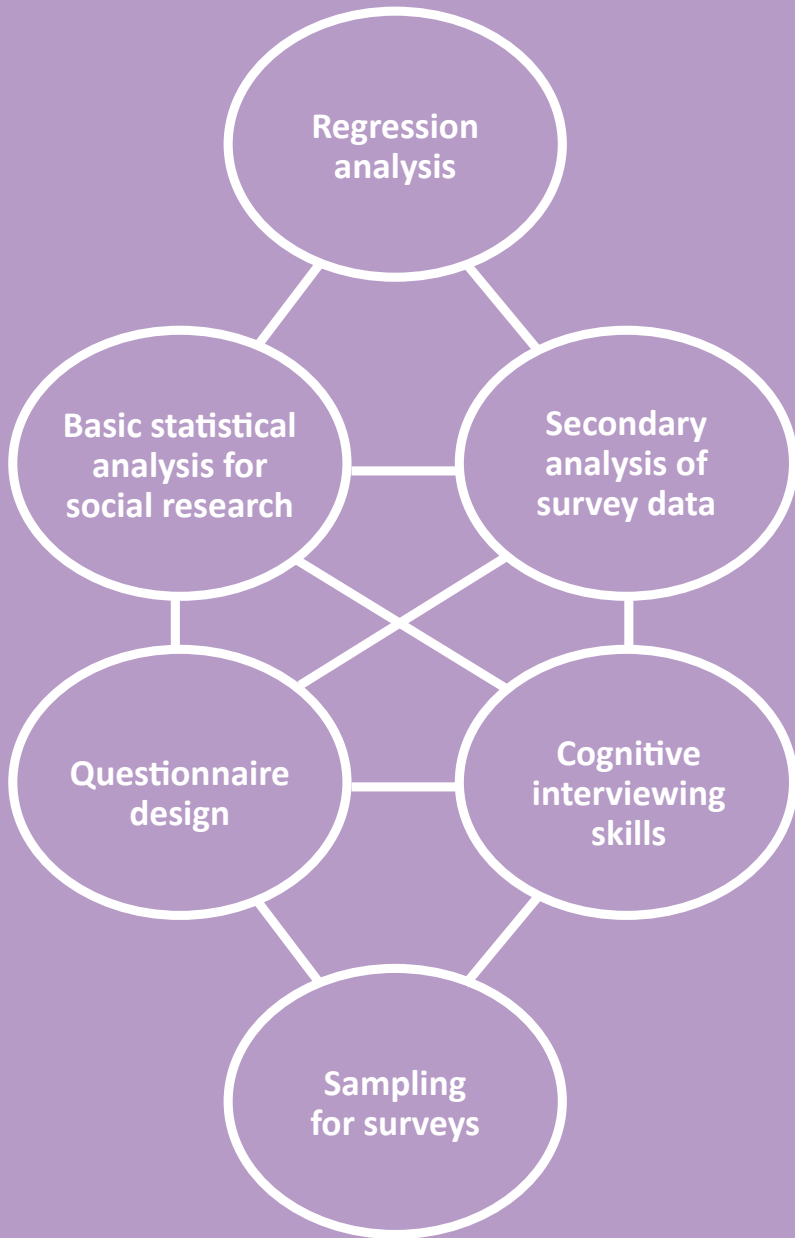 Regression
analysis
Basic statistical
analysis for
social research
Secondary
analysis of
survey data
Questionnaire
design
Cognitive
interviewing
skills
Sampling
for surveys